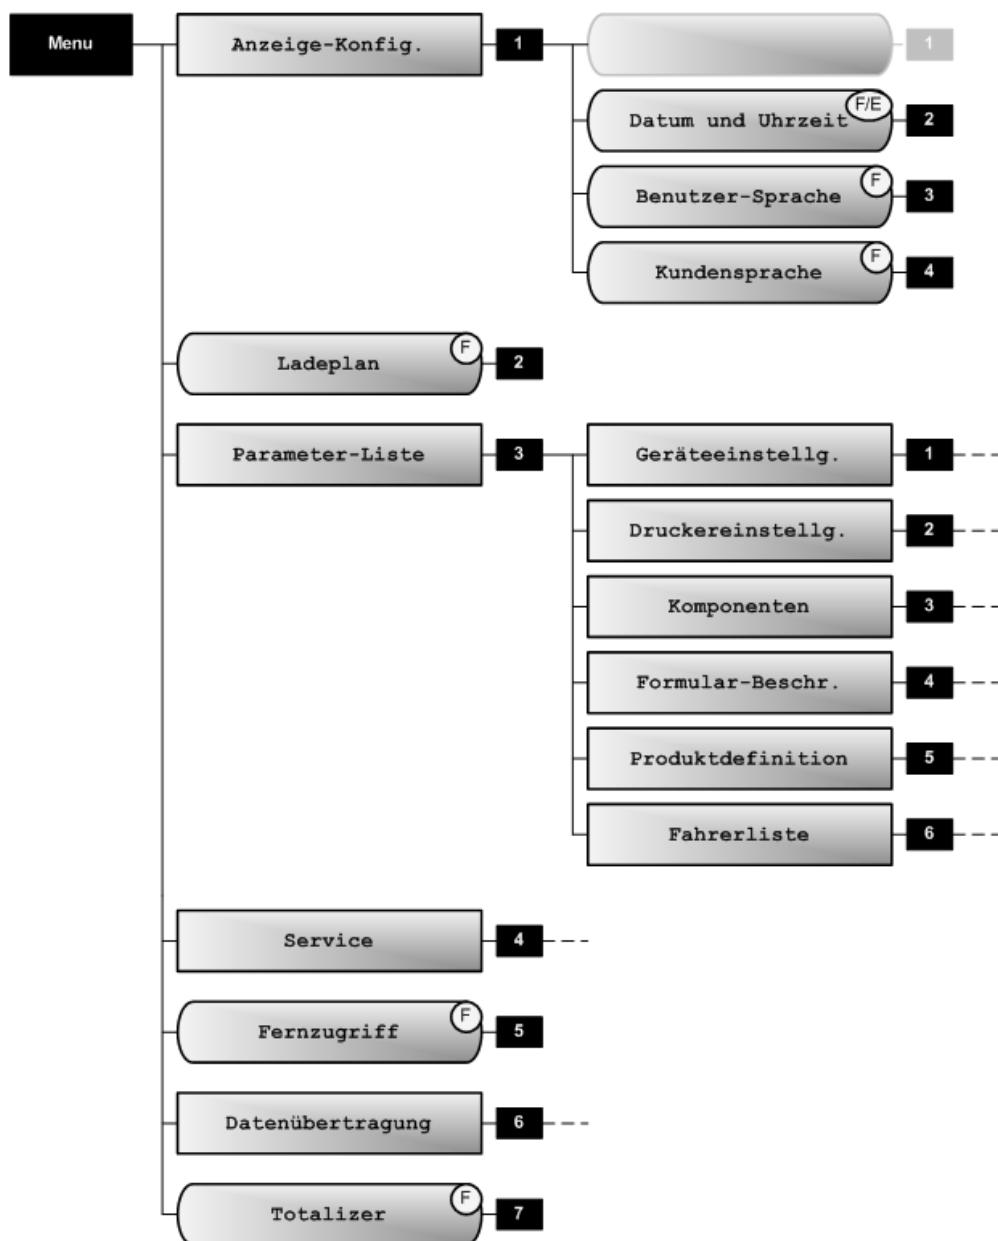 Menu
Anzeige-Konfig. 1
1
Datum und Uhrzeit F/E 2
Benutzer-Sprache F 3
Kundensprache F 4
Ladeplan F 2
Parameter-Liste 3
Geräteeinstellg. 1
Druckereinstellg. 2
Komponenten 3
Formular-Beschr. 4
Produktdefinition 5
Fahrerliste 6
Service 4
Fernzugriff F 5
Datenübertragung 6
Totalizer F 7